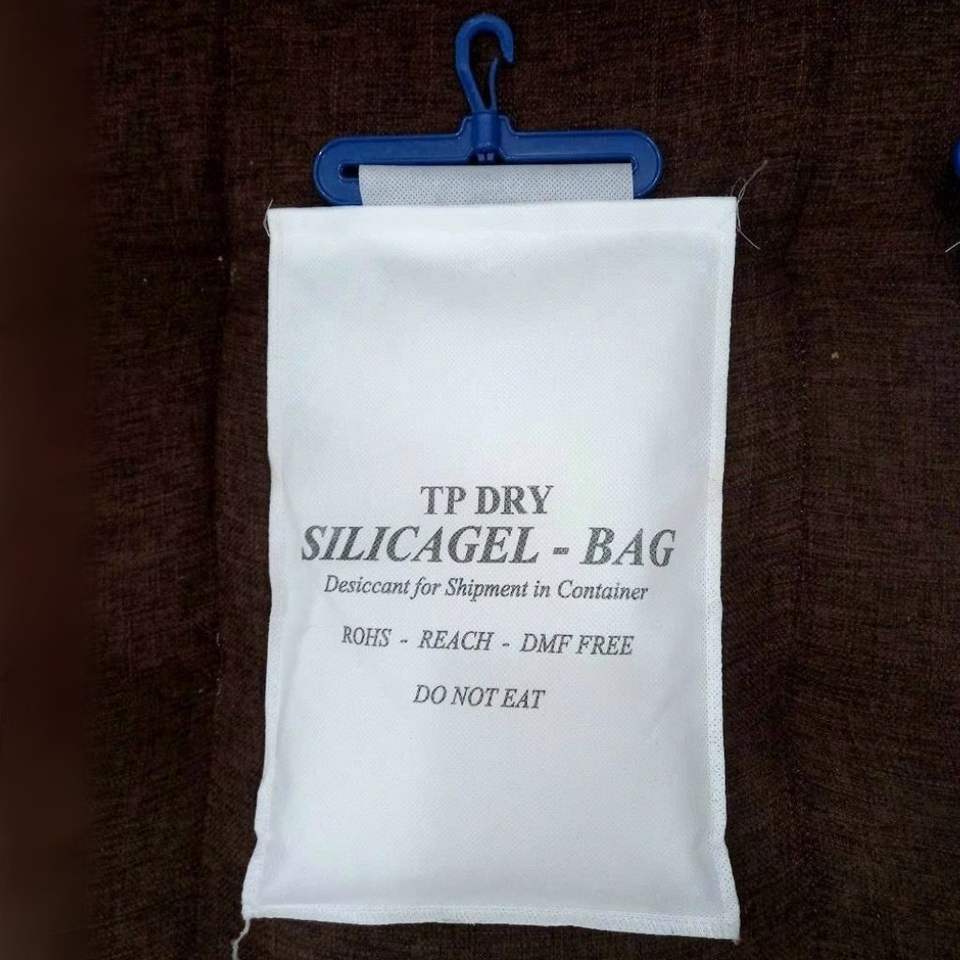 TP DRY
SILICAGEL - BAG
Desiccant for Shipment in Container
ROHS - REACH - DMF FREE
DO NOT EAT